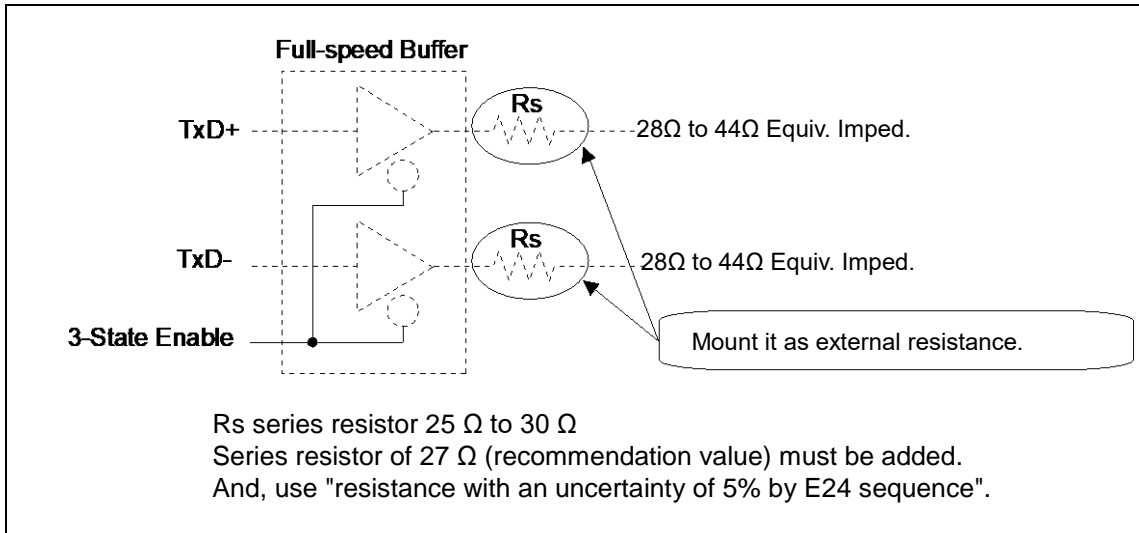 Full-speed Buffer
Rs
TxD+
28Ω to 44Ω Equiv. Imped.
Rs
TxD-
28Ω to 44Ω Equiv. Imped.
3-State Enable
Mount it as external resistance.
Rs series resistor 25 Ω to 30 Ω
Series resistor of 27 Ω (recommendation value) must be added.
And, use "resistance with an uncertainty of 5% by E24 sequence".